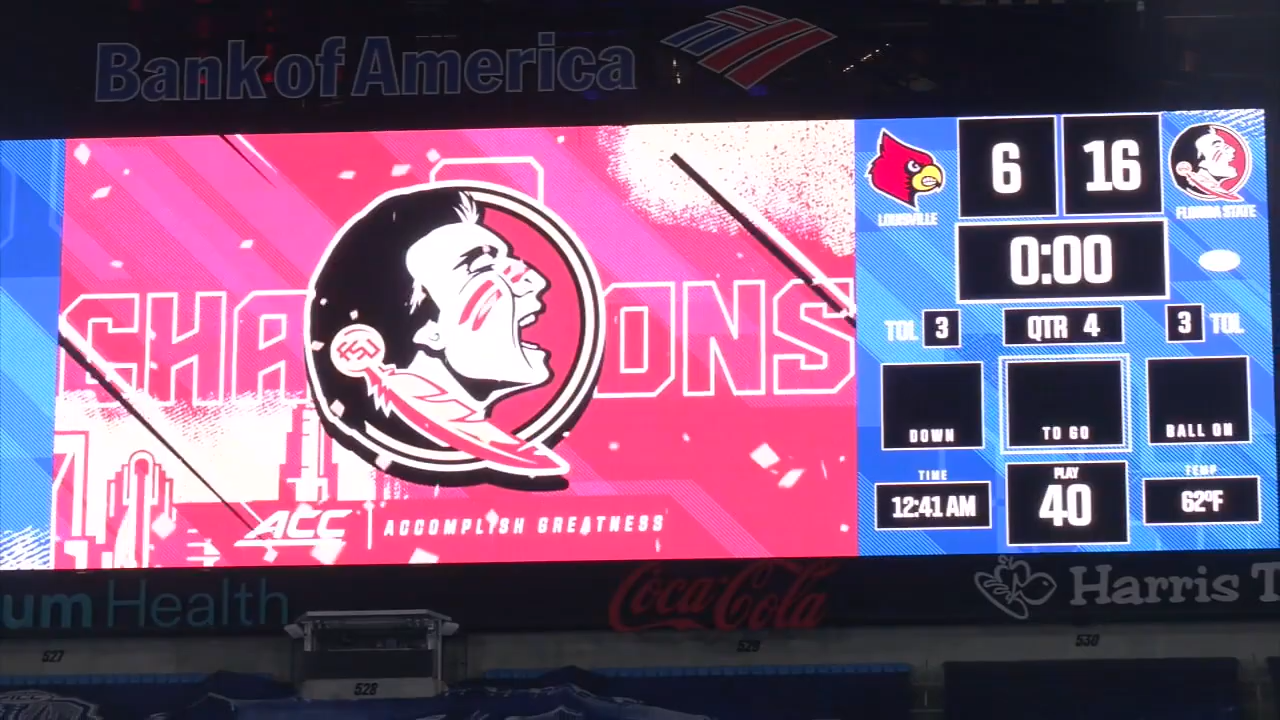 Bank of America
LOUISVILLE
6
16
FLORIDA STATE
0:00
TOL 3
QTR 4
3 TOL
CHA
ONS
FSU
DOWN
TO GO
BALL ON
TIME
12:41 AM
PLAY
40
TEMP
62ºF
ACC
ACCOMPLISH GREATNESS
um Health
Coca-Cola
Harris T
527
528
529
530